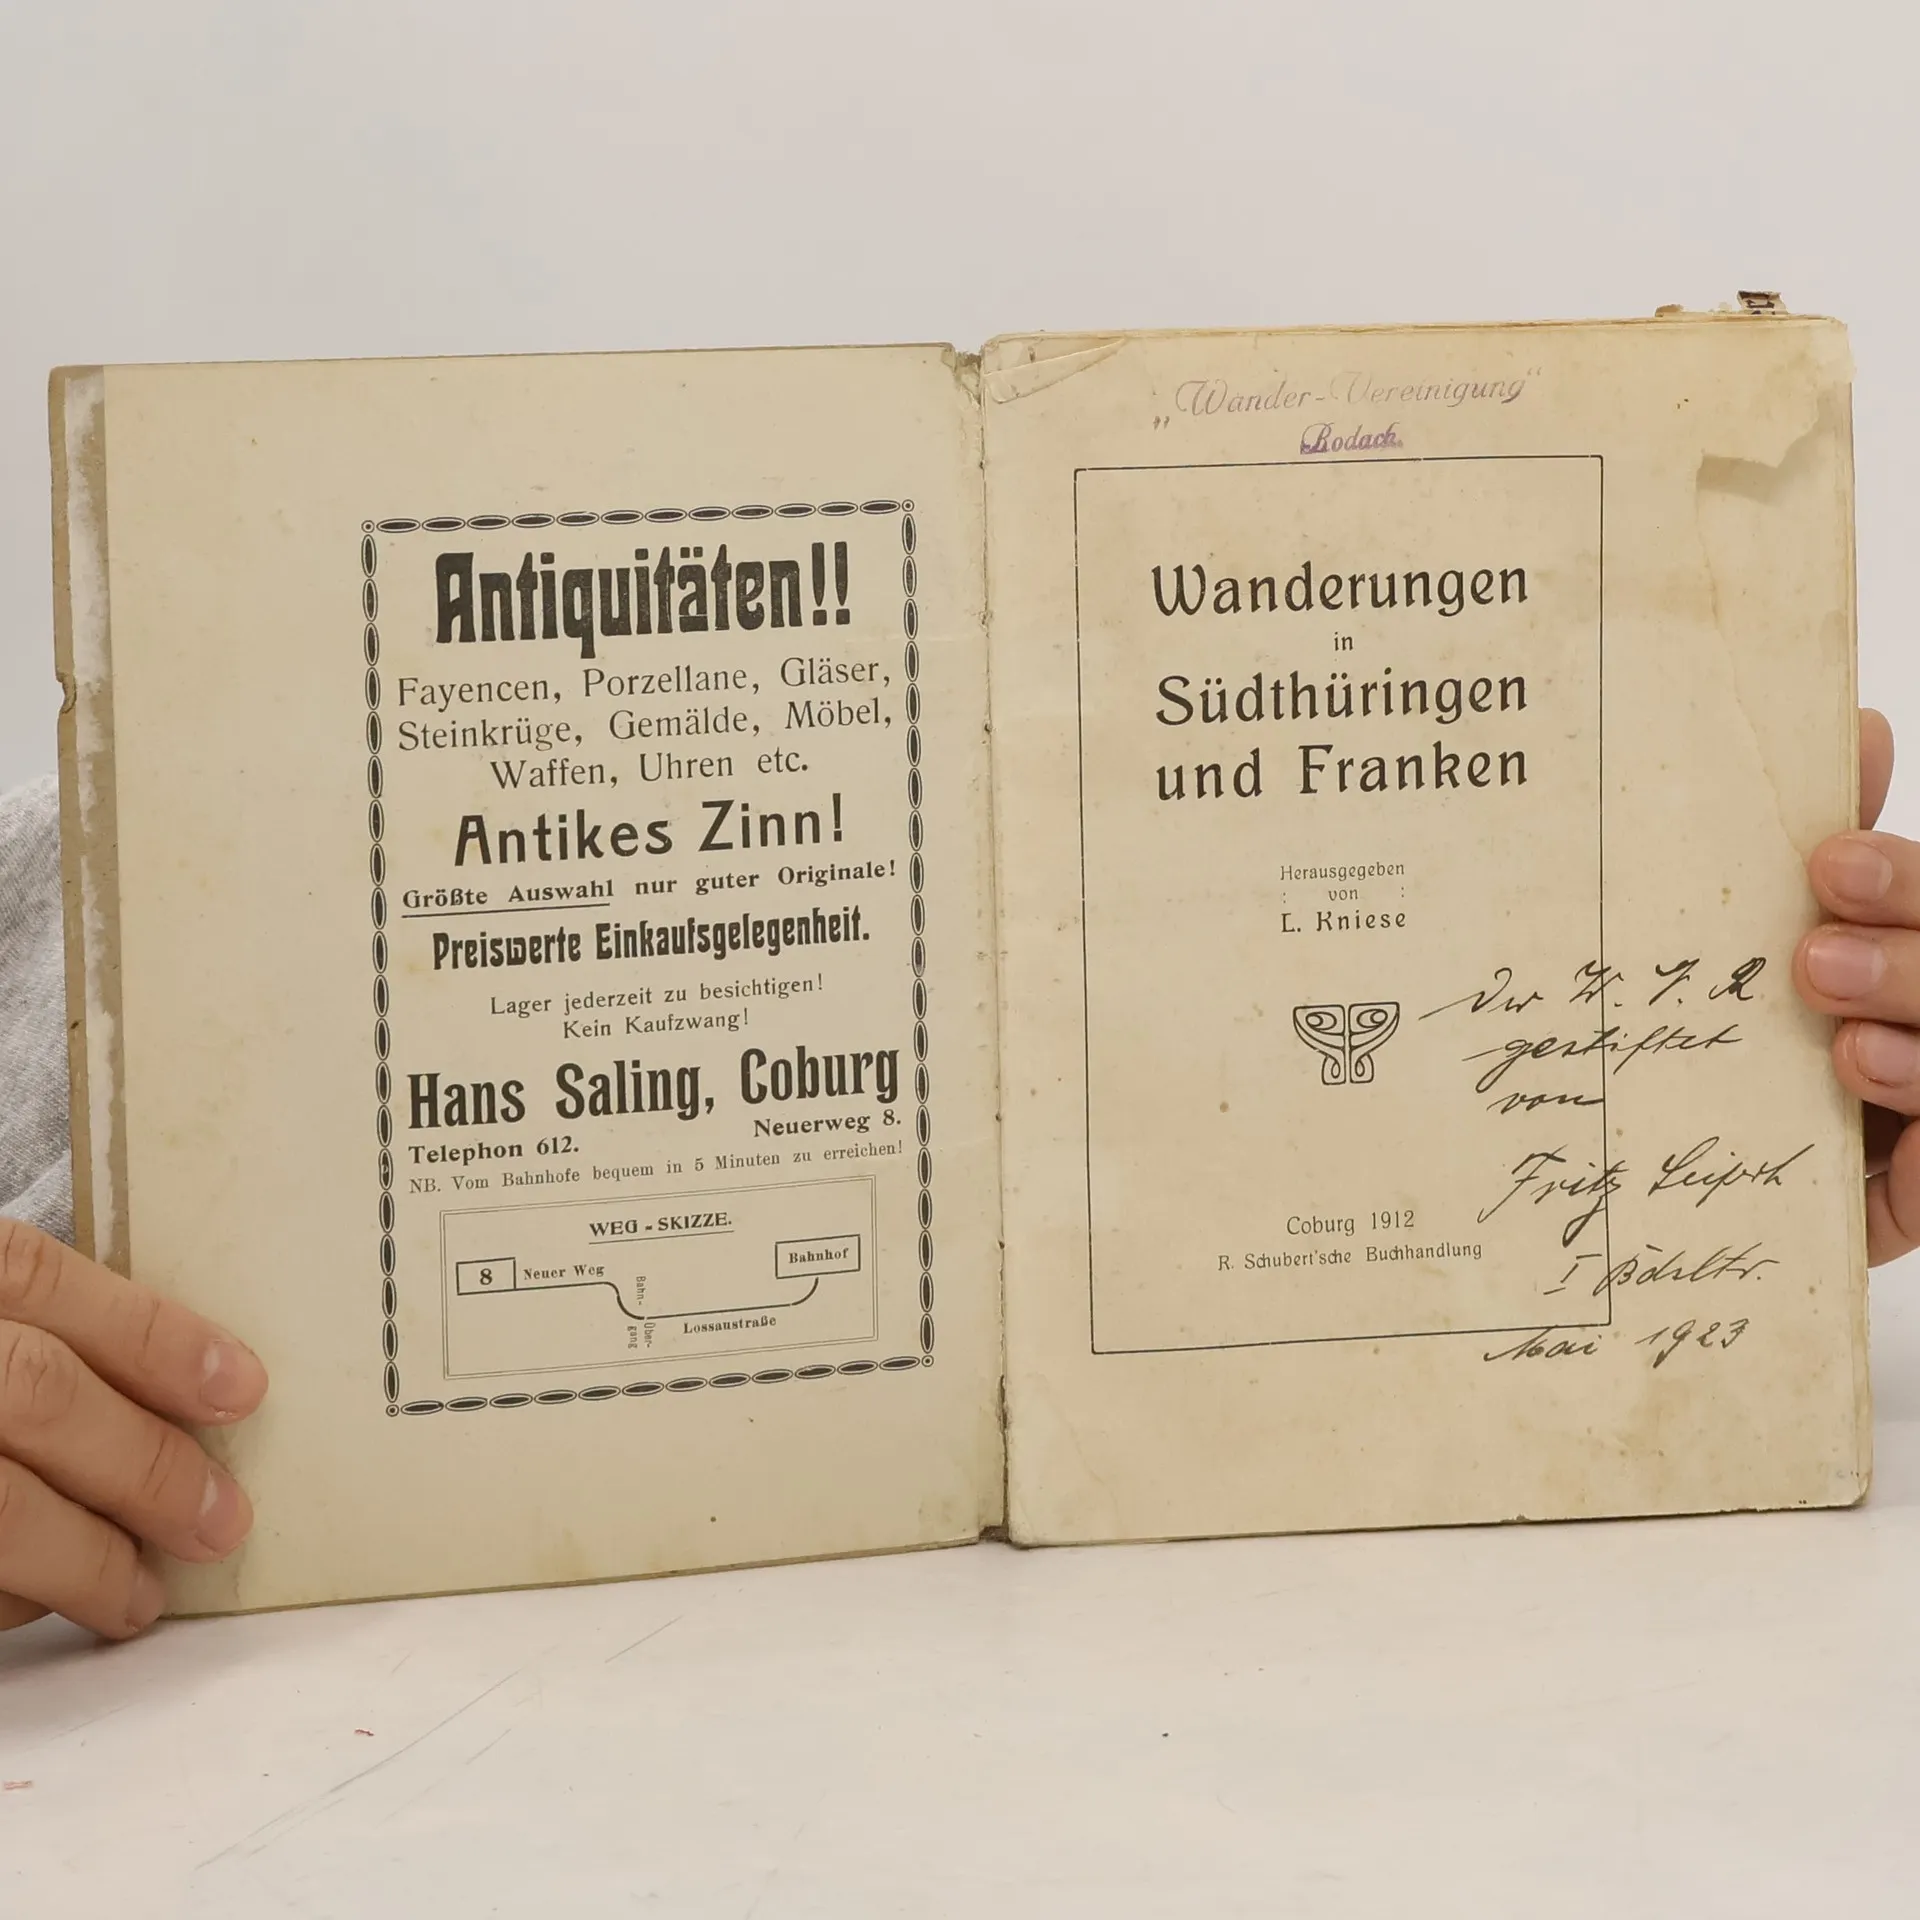 Antiquitäten!!
Fayencen, Porzellane, Gläser,
Steinkrüge, Gemälde, Möbel,
Waffen, Uhren etc.
Antikes Zinn!
Größte Auswahl nur guter Originale!
Preiswerte Einkaufsgelegenheit.
Lager jederzeit zu besichtigen!
Kein Kaufzwang!
Hans Saling, Coburg
Telephon 612. Neuerweg 8.
NB. Vom Bahnhofe bequem in 5 Minuten zu erreichen!
WEG-SKIZZE.
8 Neuer Weg
Bahnhof
Bahn-
Über-
gang
Lossaustraße
„Wander-Vereinigung“
Rodach.
Wanderungen
in
Südthüringen
und Franken
Herausgegeben
: von :
L. Kniese
Der W. V. R
gestiftet
von
Fritz Seifert
I
Mai 1923
Coburg 1912
R. Schubert'sche Buchhandlung